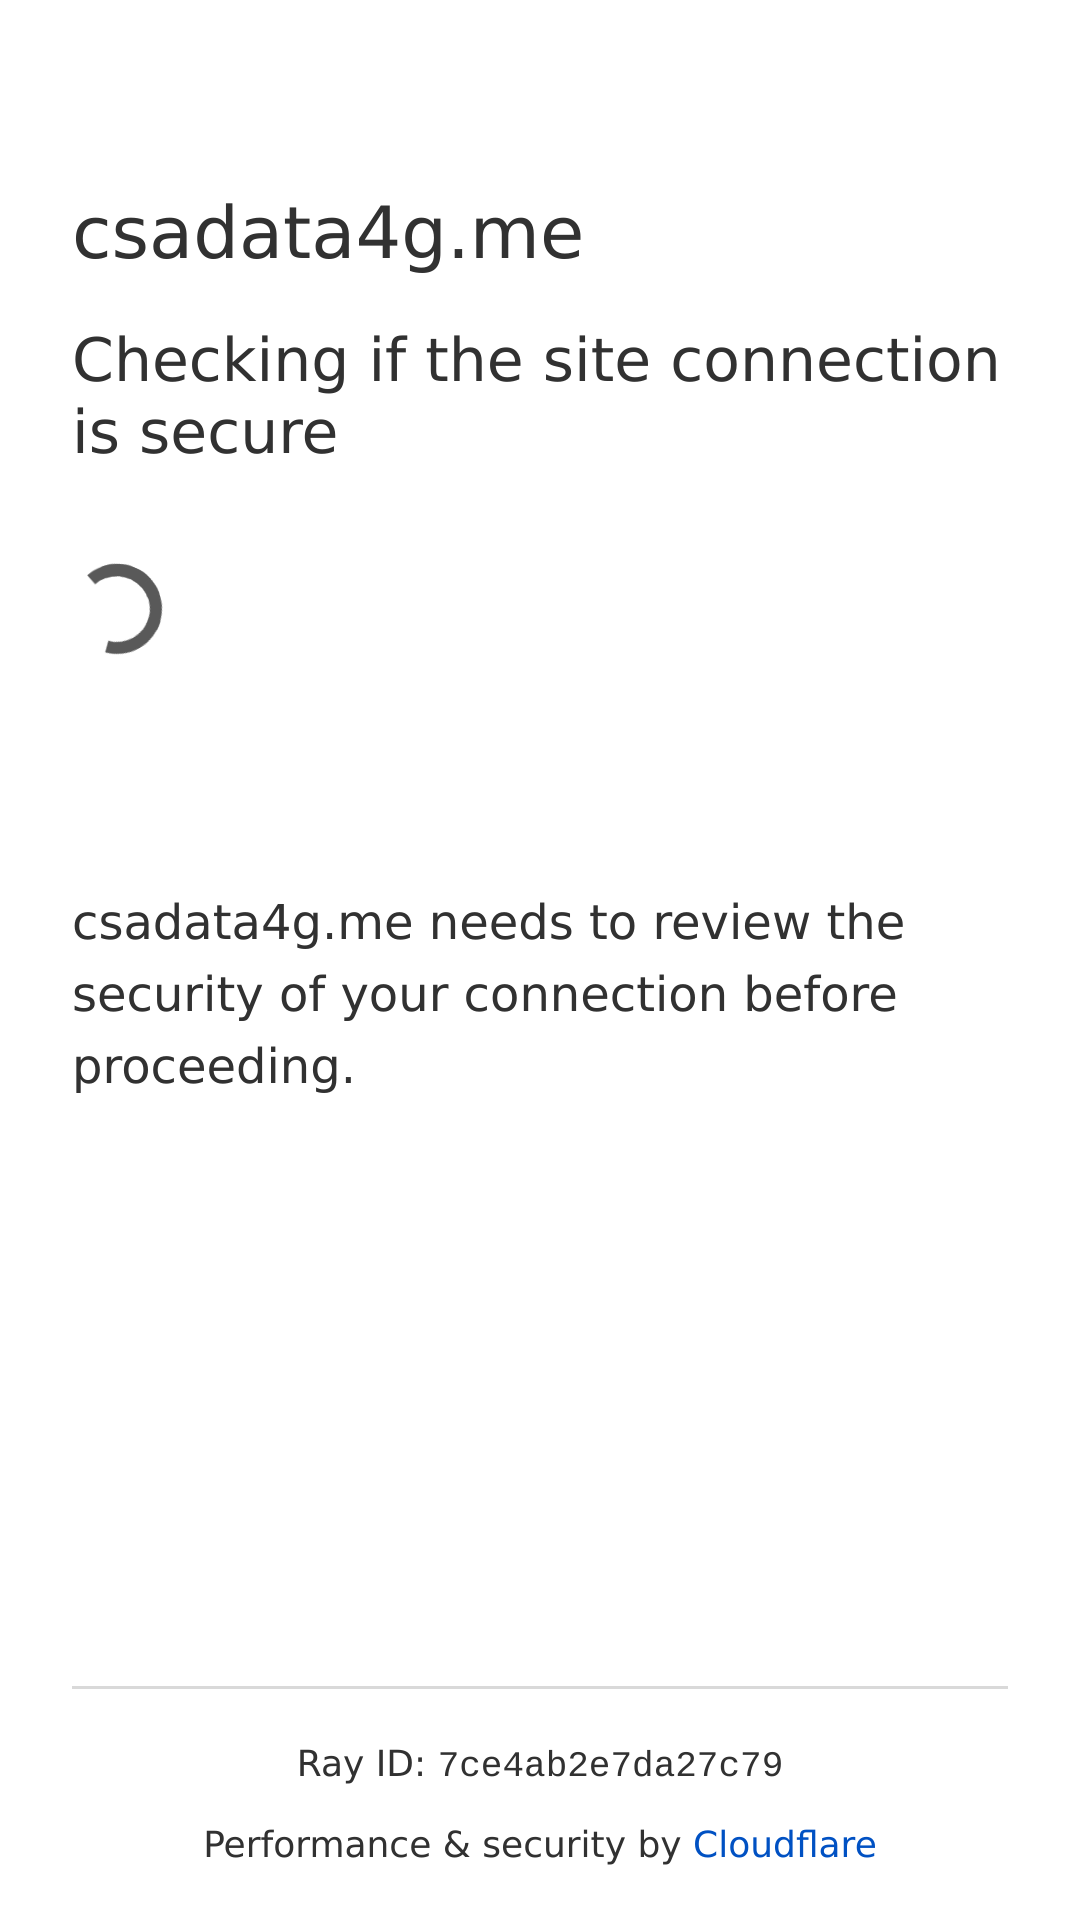 csadata4g.me
Checking if the site connection
is secure
csadata4g.me needs to review the
security of your connection before
proceeding.
Ray ID: 7ce4ab2e7da27c79
Performance & security by Cloudflare